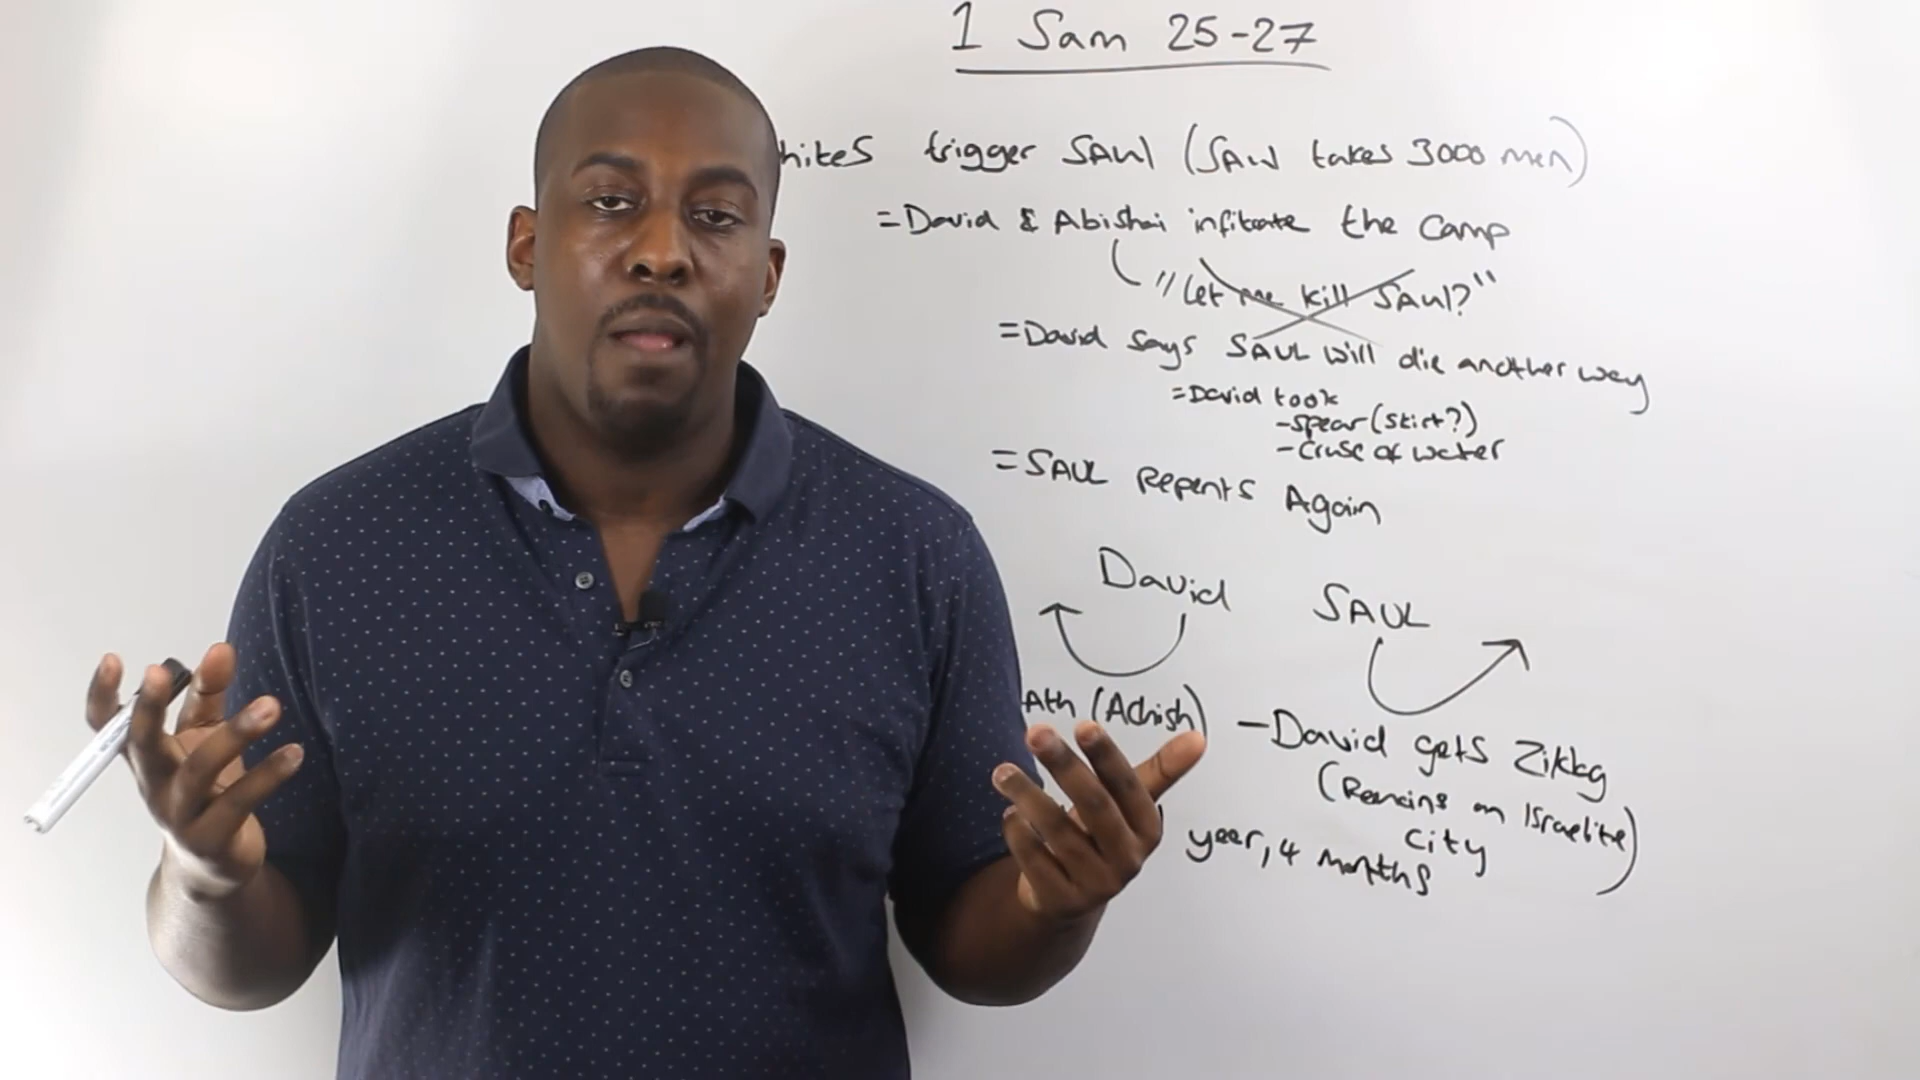 1 Sam 25-27
hites trigger SAUl (SAUl takes 3000 men)
=David & Abishai infitrate the Camp
"Let me kill SAUl?"
=David says SAUL will die another way
=David took
-spear (skirt?)
-Cruse of water
=SAUL Repents Again
David SAUL
Ath (Achish) -David gets Ziklag
(Remains an Israelite)
City
year, 4 months